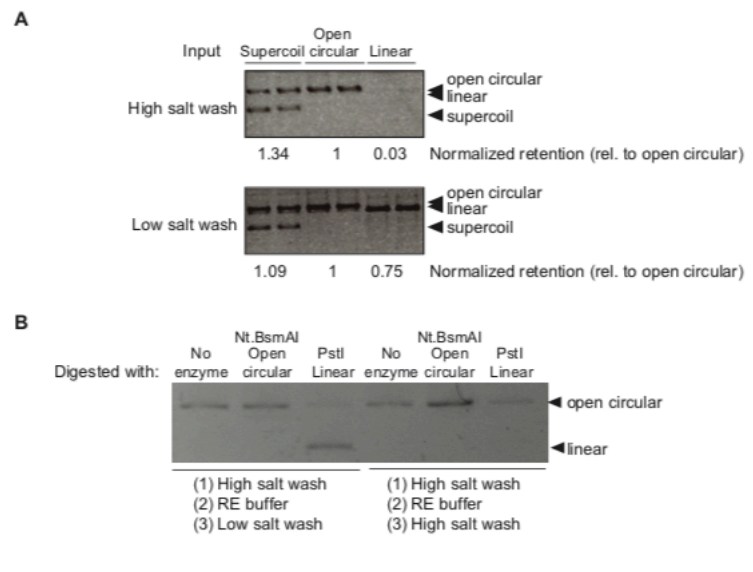 A
Open
Input Supercoil circular Linear
open circular
linear
High salt wash
supercoil
1.34 1 0.03 Normalized retention (rel. to open circular)
open circular
linear
Low salt wash
supercoil
1.09 1 0.75 Normalized retention (rel. to open circular)
B
Nt.BsmAI Nt.BsmAI
No Open PstI No Open PstI
Digested with: enzyme circular Linear enzyme circular Linear
open circular
linear
(1) High salt wash (1) High salt wash
(2) RE buffer (2) RE buffer
(3) Low salt wash (3) High salt wash